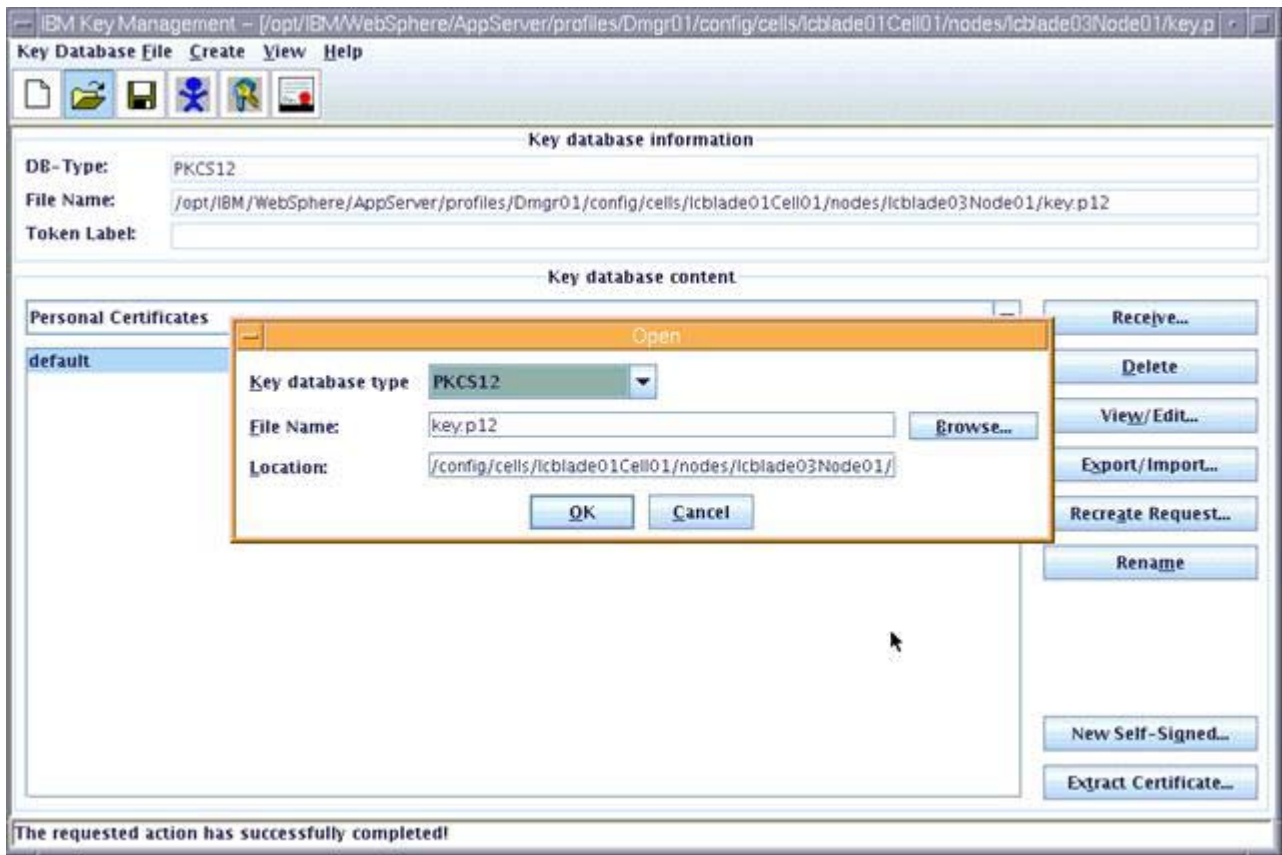 IBM Key Management - [/opt/IBM/WebSphere/AppServer/profiles/Dmgr01/config/cells/lcblade01Cell01/nodes/lcblade03Node01/key.p
Key Database File Create View Help
Key database information
DB-Type: PKCS12
File Name: /opt/IBM/WebSphere/AppServer/profiles/Dmgr01/config/cells/lcblade01Cell01/nodes/lcblade03Node01/key.p12
Token Label:
Key database content
Personal Certificates
Receive...
Open
default
Delete
Key database type PKCS12
View/Edit...
File Name: key.p12 Browse...
Location: /config/cells/lcblade01Cell01/nodes/lcblade03Node01/
Export/Import...
OK Cancel
Recreate Request...
Rename
New Self-Signed...
Extract Certificate...
The requested action has successfully completed!